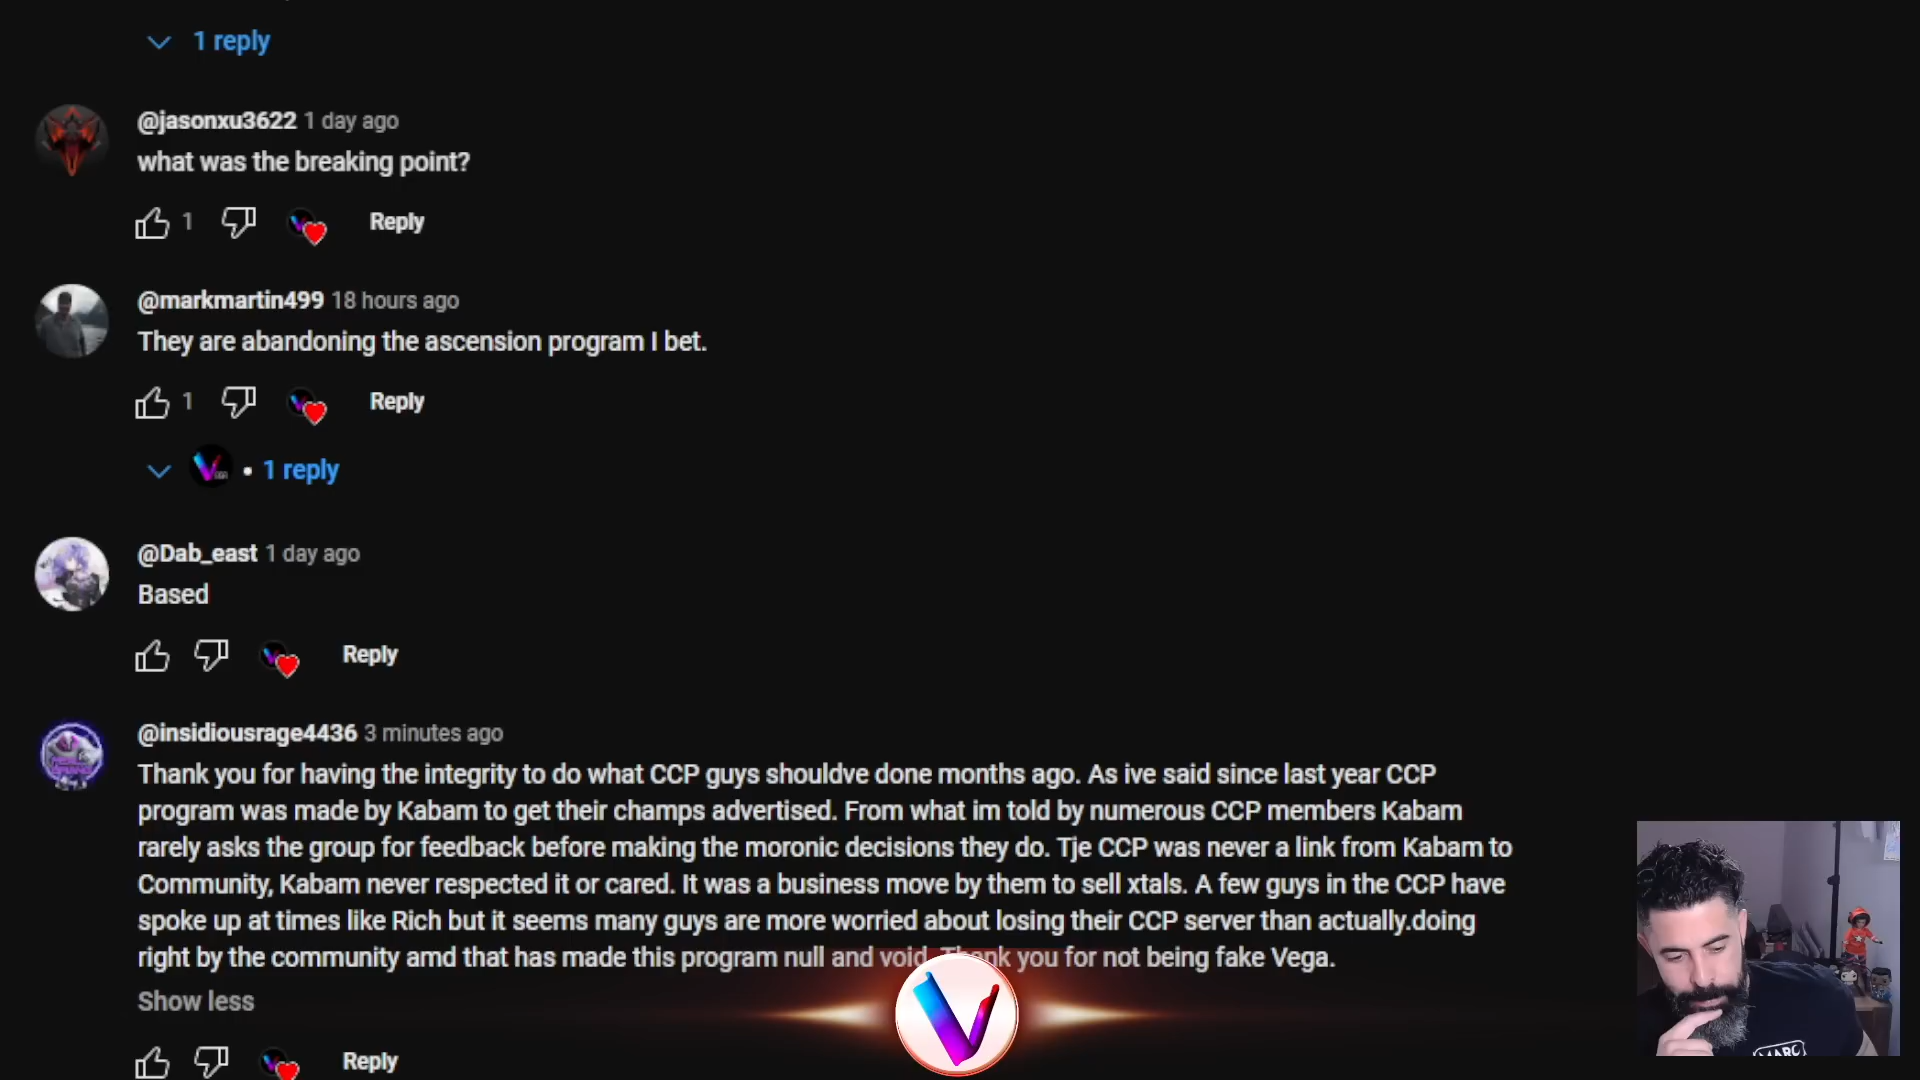 1 reply
@jasonxu3622 1 day ago
what was the breaking point?
1 Reply
@markmartin499 18 hours ago
They are abandoning the ascension program I bet.
1 Reply
• 1 reply
@Dab_east 1 day ago
Based
Reply
@insidiousrage4436 3 minutes ago
Thank you for having the integrity to do what CCP guys shouldve done months ago. As ive said since last year CCP
program was made by Kabam to get their champs advertised. From what im told by numerous CCP members Kabam
rarely asks the group for feedback before making the moronic decisions they do. Tje CCP was never a link from Kabam to
Community, Kabam never respected it or cared. It was a business move by them to sell xtals. A few guys in the CCP have
spoke up at times like Rich but it seems many guys are more worried about losing their CCP server than actually.doing
right by the community amd that has made this program null and void. Thank you for not being fake Vega.
Show less
Reply